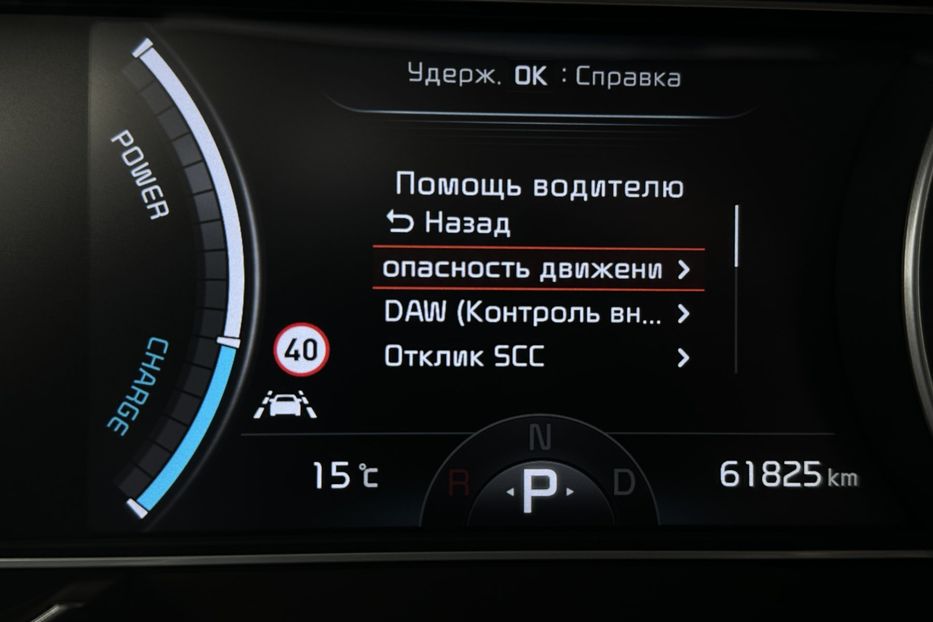 Удерж. OK : Справка
POWER
Помощь водителю
Назад
опасность движени
DAW (Контроль вн...
40
Отклик SCC
CHARGE
N
15 °C
R P D
61825 km